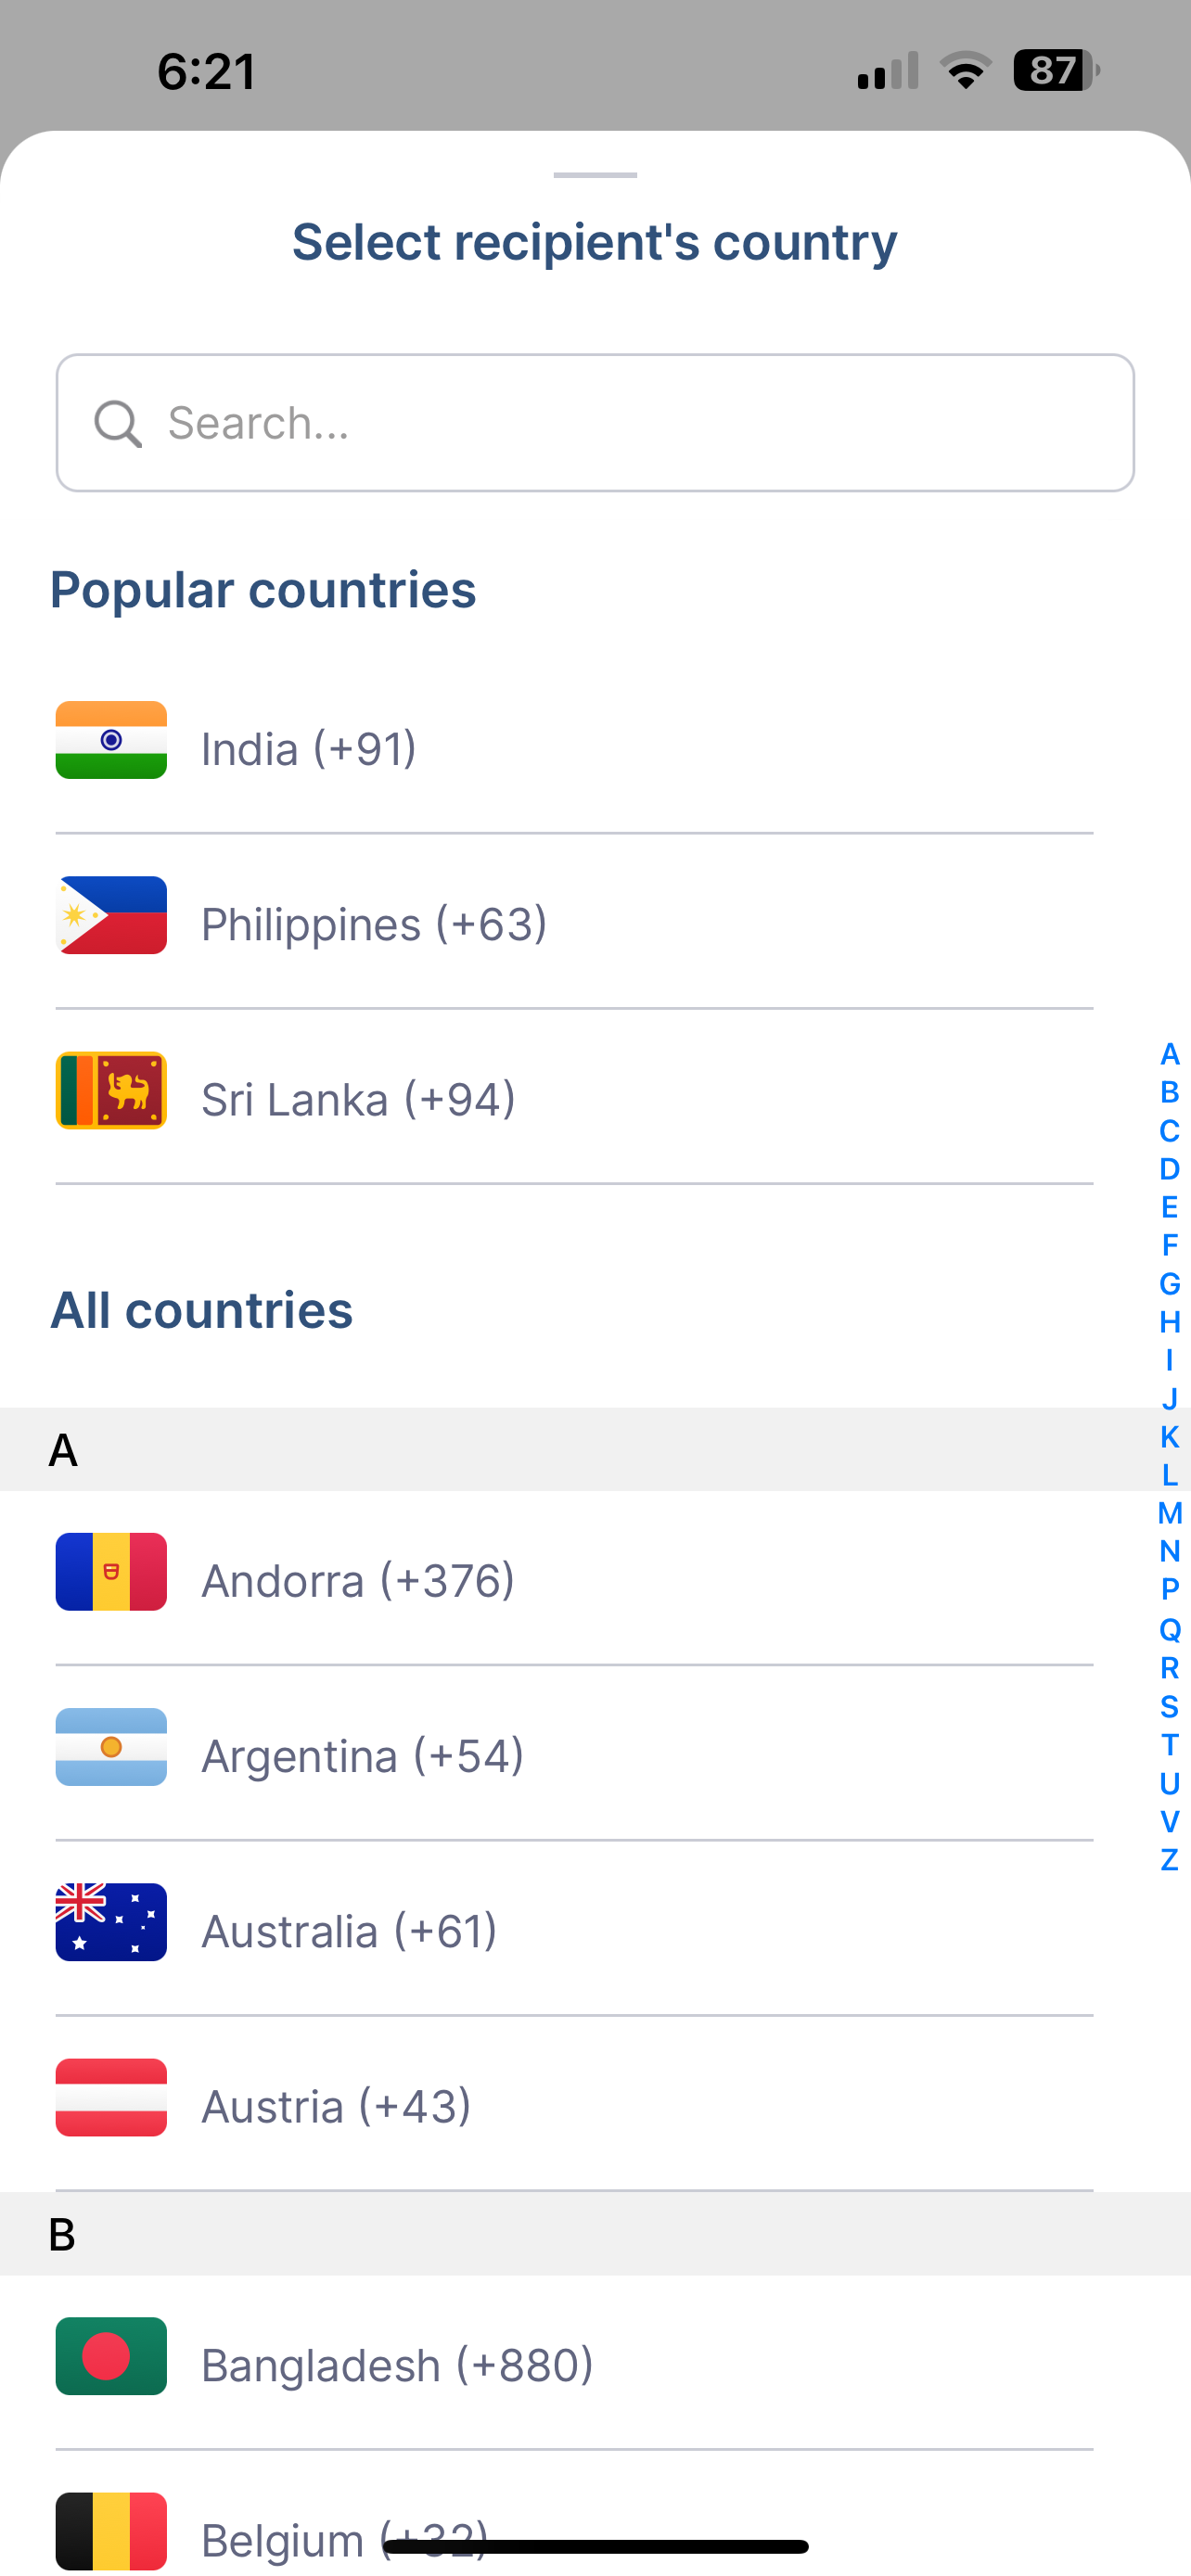 6:21
87
Select recipient's country
Search...
Popular countries
India (+91)
Philippines (+63)
Sri Lanka (+94)
All countries
A
Andorra (+376)
Argentina (+54)
Australia (+61)
Austria (+43)
B
Bangladesh (+880)
Belgium (+32)
A
B
C
D
E
F
G
H
I
J
K
L
M
N
P
Q
R
S
T
U
V
Z